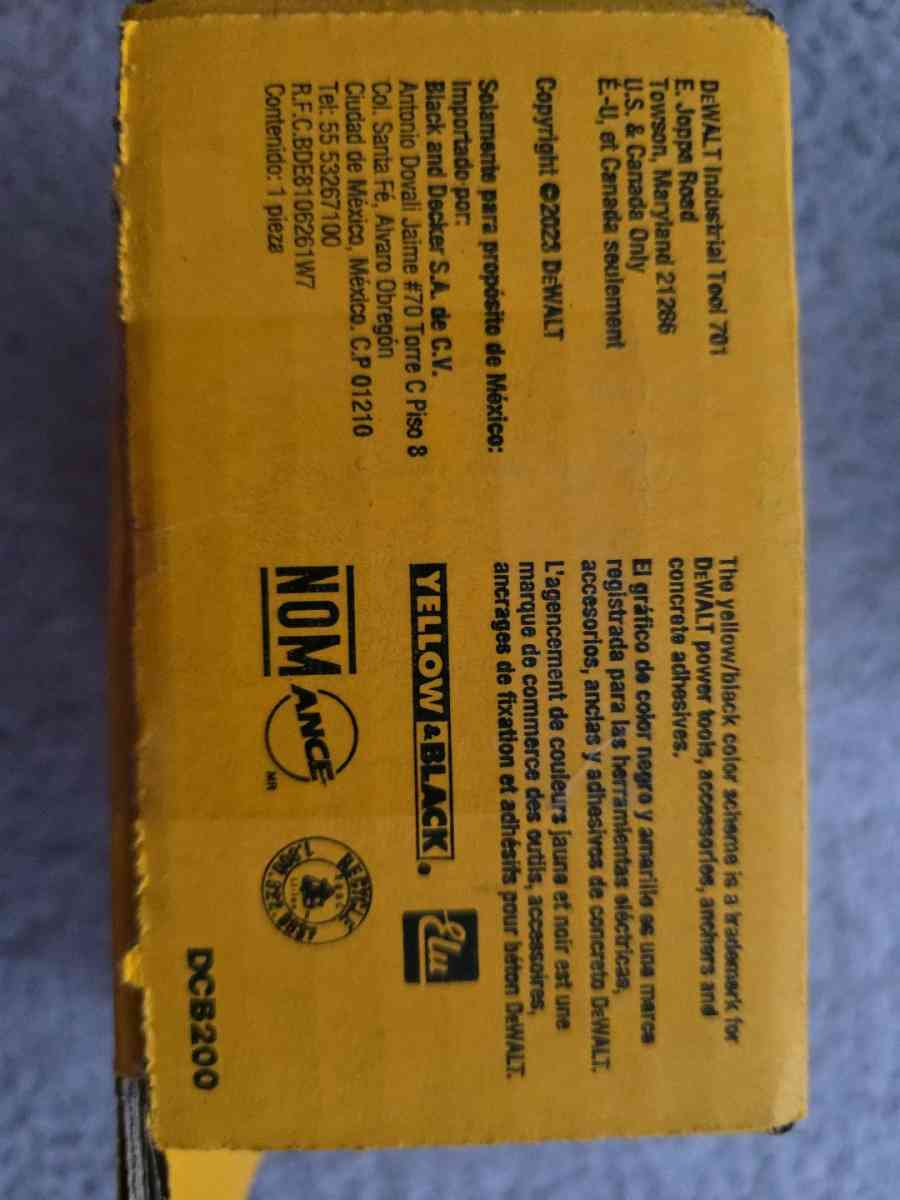 DEWALT Industrial Tool 701
E. Joppa Road
Towson, Maryland 21286
U.S. & Canada Only
É.-U, et Canada seulement
Copyright ©2023 DEWALT
Solamente para propósito de México:
Importado por:
Black and Decker S.A. de C.V.
Antonio Dovali Jaime #70 Torre C Piso 8
Col. Santa Fé, Alvaro Obregón
Ciudad de México, México. C.P 01210
Tel: 55 53267100
R.F.C.BDE8106261W7
Contenido: 1 pieza
The yellow/black color scheme is a trademark for
DEWALT power tools, accessories, anchors and
concrete adhesives.
El gráfico de color negro y amarillo es una marca
registrada para las herramientas eléctricas,
accesorios, anclas y adhesivos de concreto DeWALT.
L'agencement de couleurs jaune et noir est une
marque de commerce des outils, accessoires,
ancrages de fixation et adhésifs pour béton DeWALT.
YELLOW & BLACK.
NOM
ANCE
MR
DCB200